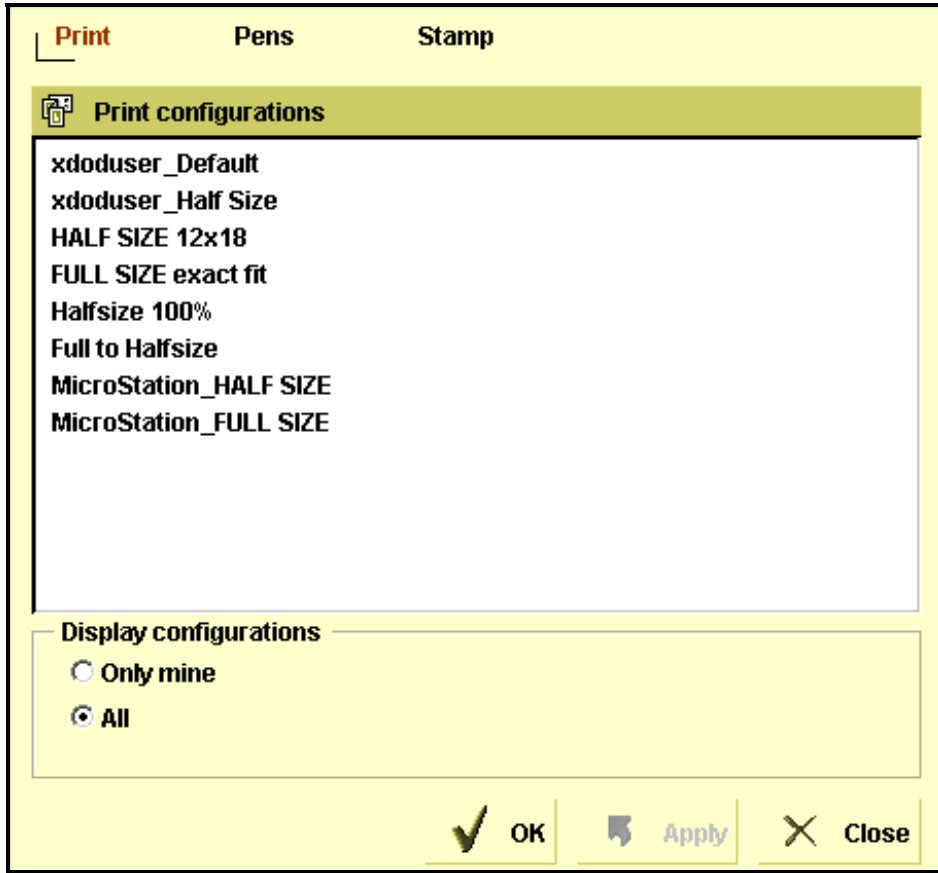 Print Pens Stamp
Print configurations
xdoduser_Default
xdoduser_Half Size
HALF SIZE 12x18
FULL SIZE exact fit
Halfsize 100%
Full to Halfsize
MicroStation_HALF SIZE
MicroStation_FULL SIZE
Display configurations
Only mine
All
OK Apply Close